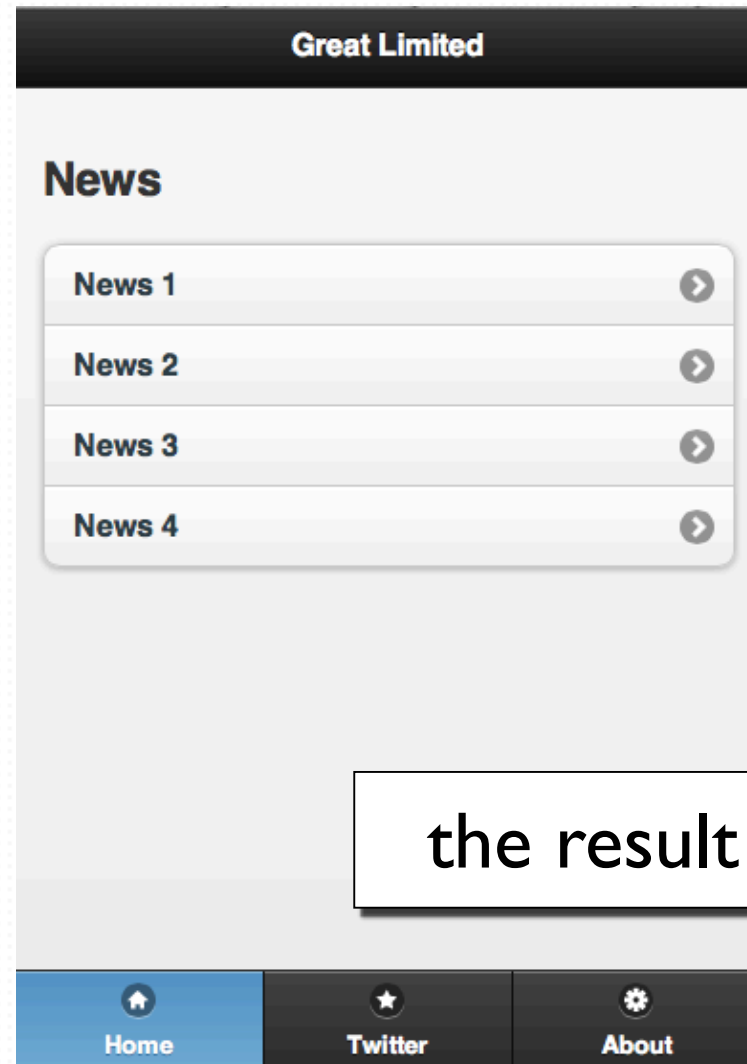 Great Limited
News
News 1
News 2
News 3
News 4
the result
Home Twitter About